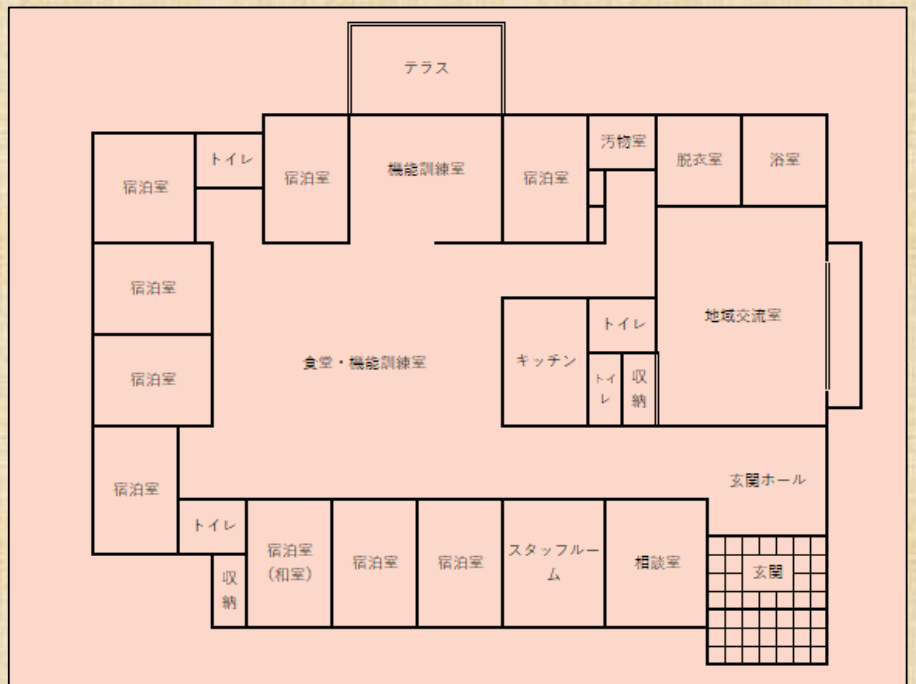 テラス
汚物室
トイレ
脱衣室
浴室
宿泊室
機能訓練室
宿泊室
宿泊室
宿泊室
地域交流室
トイレ
食堂・機能訓練室
キッチン
宿泊室
トイ
レ
収
納
玄関ホール
宿泊室
トイレ
宿泊室
(和室)
宿泊室
宿泊室
スタッフルー
ム
相談室
玄関
収
納